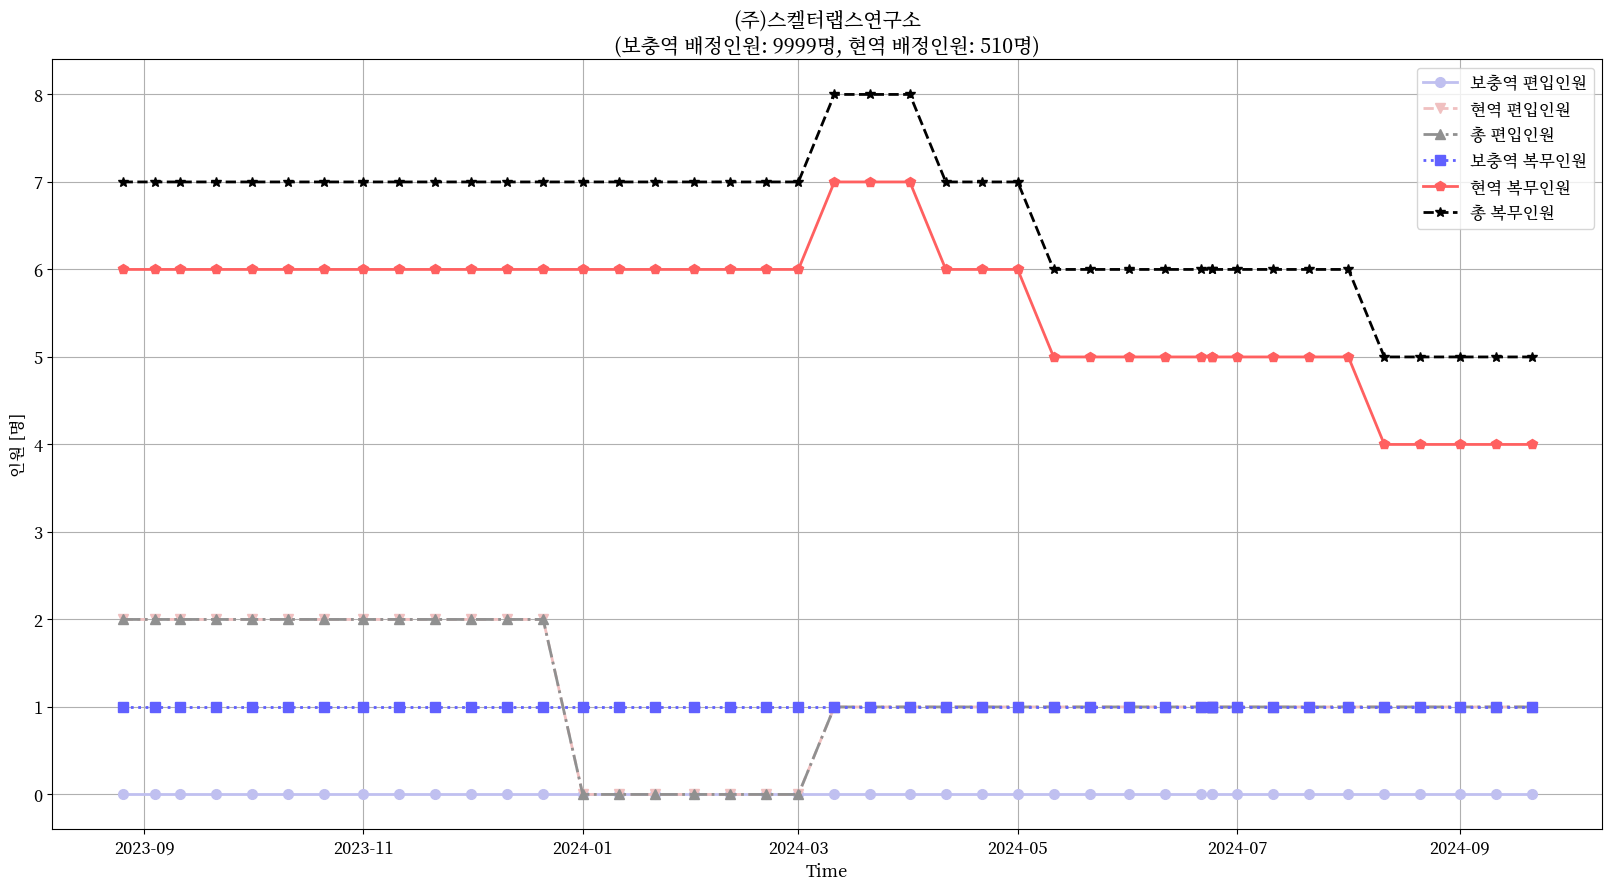 (주)스켈터랩스연구소
(보충역 배정인원: 9999명, 현역 배정인원: 510명)
보충역 편입인원
현역 편입인원
총 편입인원
보충역 복무인원
현역 복무인원
총 복무인원
인원 [명]
8
7
6
5
4
3
2
1
0
2023-09
2023-11
2024-01
2024-03
2024-05
2024-07
2024-09
Time